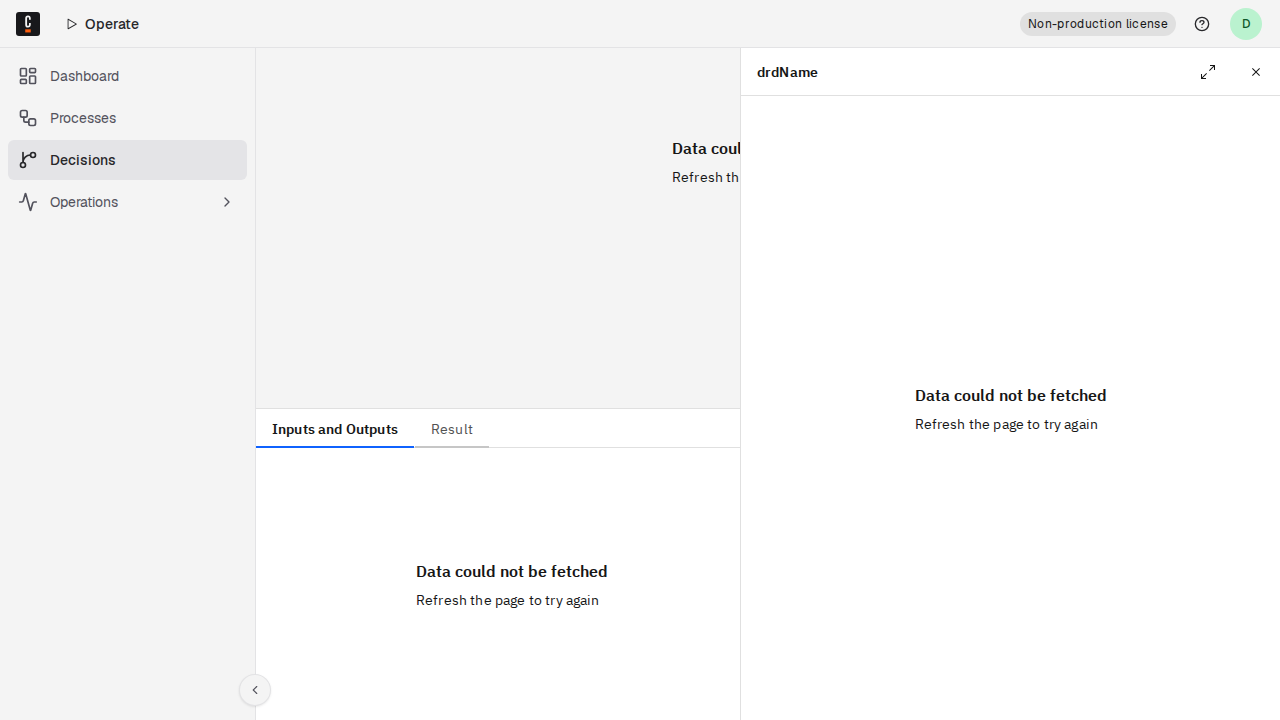 Operate
Non-production license
D
Dashboard
Processes
Decisions
Operations
Data coul
Refresh th
Inputs and Outputs
Result
Data could not be fetched
Refresh the page to try again
drdName
Data could not be fetched
Refresh the page to try again